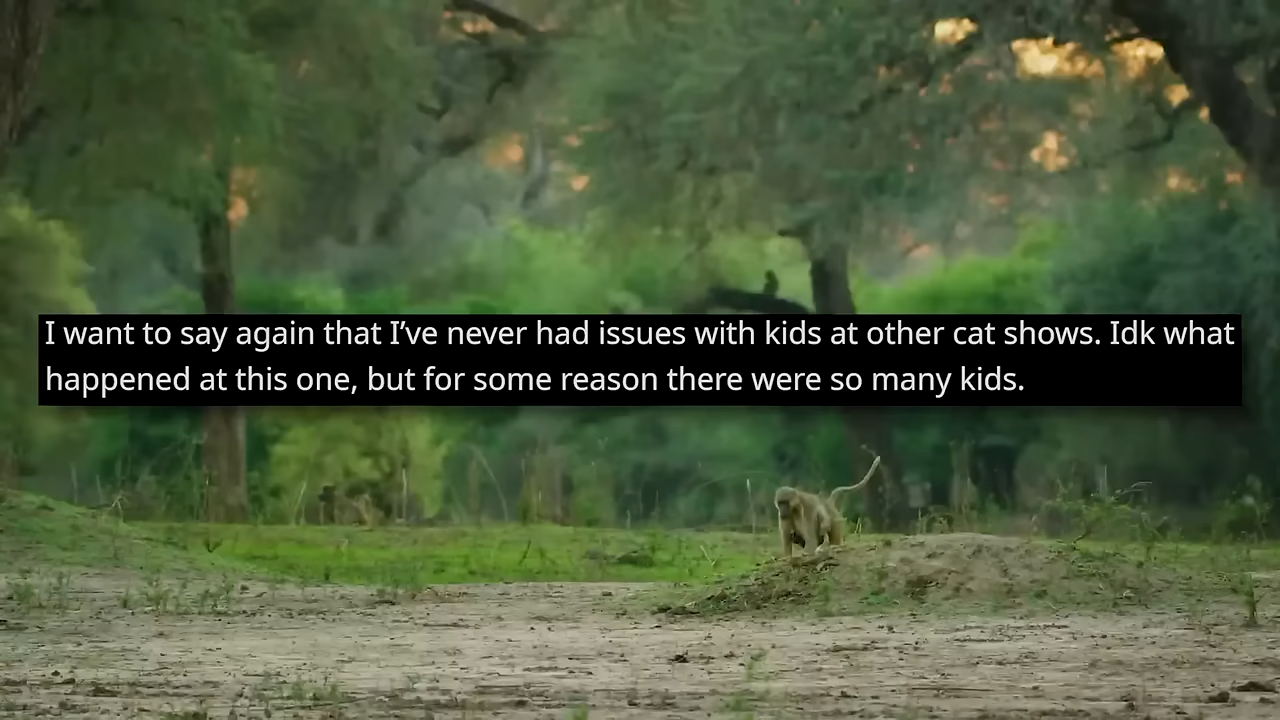 I want to say again that I’ve never had issues with kids at other cat shows. Idk what
happened at this one, but for some reason there were so many kids.